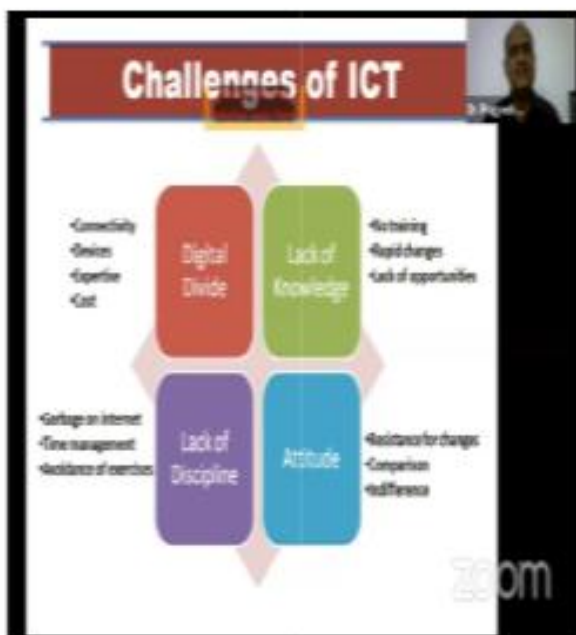 Challenges of ICT
•Connectivity
•Devices
•Expertise
•Cost
Digital
Divide
Lack of
Knowledge
•No training
•Rapid changes
•Lack of opportunities
•Garbage on internet
•Time management
•Avoidance of exercises
Lack of
Discipline
Attitude
•Resistance for changes
•Comparison
•Indifference
zoom